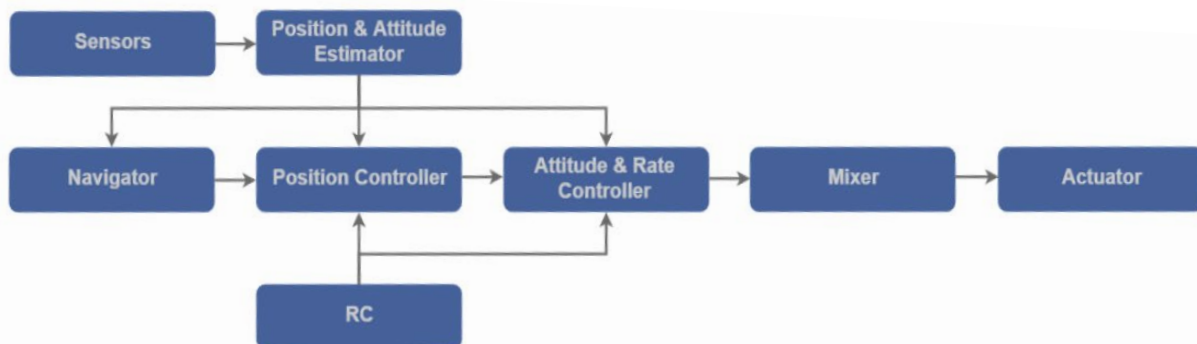 Sensors
Position & Attitude
Estimator
Navigator
Position Controller
Attitude & Rate
Controller
Mixer
Actuator
RC